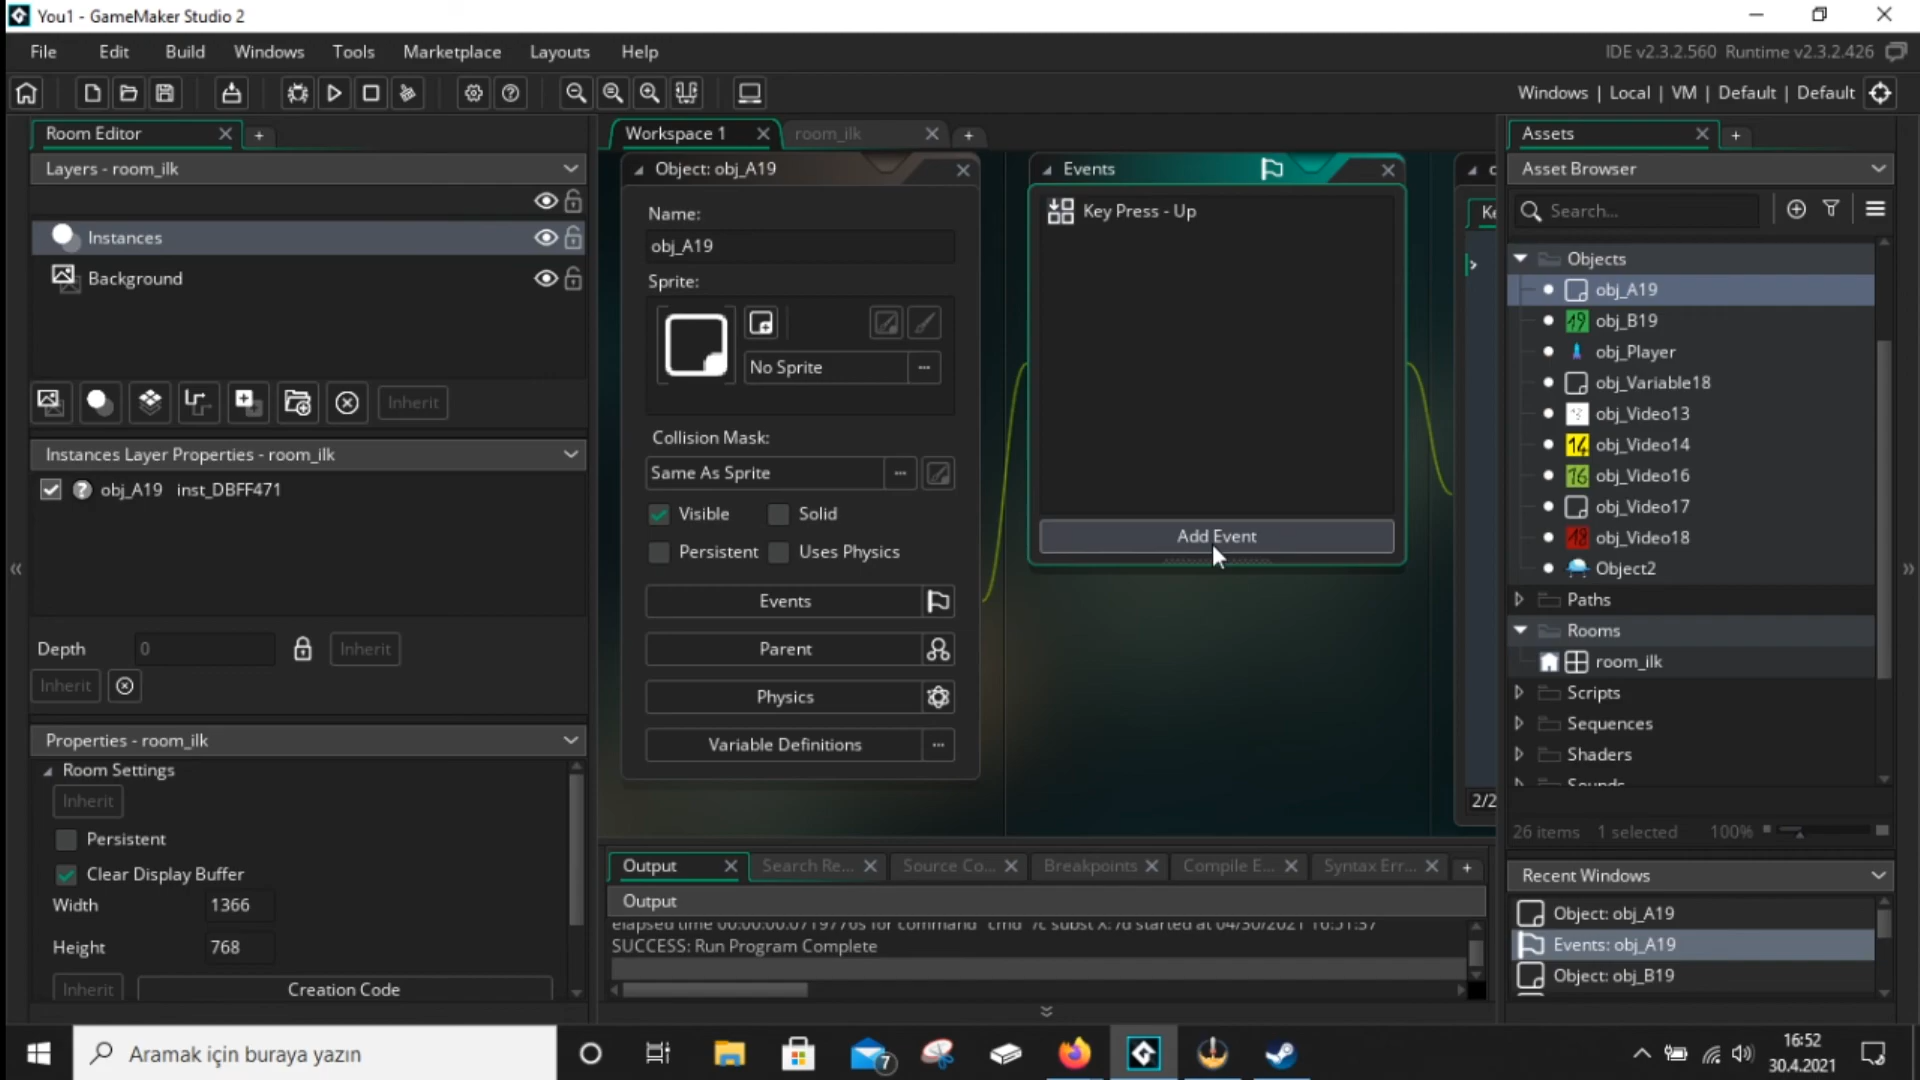 You1 - GameMaker Studio 2
File Edit Build Windows Tools Marketplace Layouts Help
IDE v2.3.2.560 Runtime v2.3.2.426
Windows | Local | VM | Default | Default
Room Editor
Layers - room_ilk
Instances
Background
Inherit
Instances Layer Properties - room_ilk
obj_A19 inst_DBFF471
Depth 0 Inherit
Inherit
Properties - room_ilk
Room Settings
Inherit
Persistent
Clear Display Buffer
Width 1366
Height 768
Inherit Creation Code
Workspace 1 room_ilk
Object: obj_A19
Name:
obj_A19
Sprite:
No Sprite
Collision Mask:
Same As Sprite
Visible Solid
Persistent Uses Physics
Events
Parent
Physics
Variable Definitions
Events
Key Press - Up
Add Event
Ke
2/2
Output Search Re... Source Co... Breakpoints Compile E... Syntax Err...
Output
SUCCESS: Run Program Complete
Assets
Asset Browser
Search...
Objects
obj_A19
obj_B19
obj_Player
obj_Variable18
obj_Video13
obj_Video14
obj_Video16
obj_Video17
obj_Video18
Object2
Paths
Rooms
room_ilk
Scripts
Sequences
Shaders
Sounds
26 items 1 selected 100%
Recent Windows
Object: obj_A19
Events: obj_A19
Object: obj_B19
Aramak için buraya yazın
7
16:52
30.4.2021